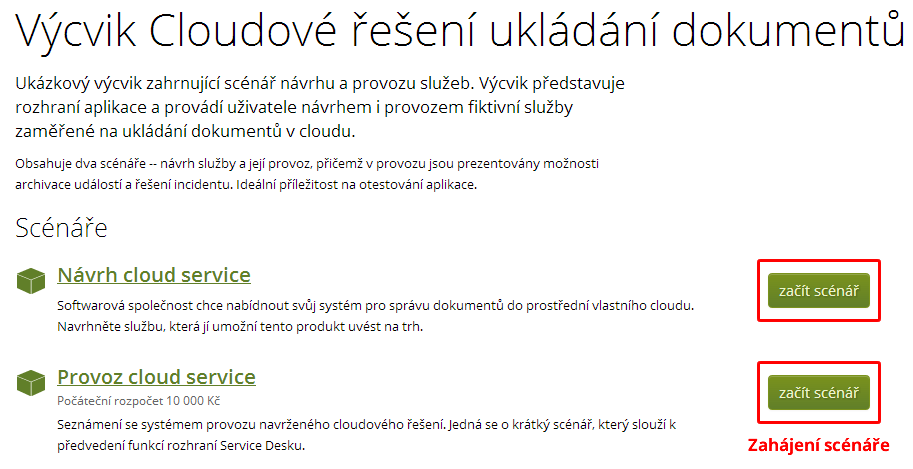 Výcvik Cloudové řešení ukládání dokumentů
Ukázkový výcvik zahrnující scénář návrhu a provozu služeb. Výcvik představuje
rozhraní aplikace a provádí uživatele návrhem i provozem fiktivní služby
zaměřené na ukládání dokumentů v cloudu.
Obsahuje dva scénáře -- návrh služby a její provoz, přičemž v provozu jsou prezentovány možnosti
archivace událostí a řešení incidentu. Ideální příležitost na otestování aplikace.
Scénáře
Návrh cloud service
začít scénář
Softwarová společnost chce nabídnout svůj systém pro správu dokumentů do prostřední vlastního cloudu.
Navrhněte službu, která jí umožní tento produkt uvést na trh.
Provoz cloud service
Počáteční rozpočet 10 000 Kč
začít scénář
Seznámení se systémem provozu navrženého cloudového řešení. Jedná se o krátký scénář, který slouží k
předvedení funkcí rozhraní Service Desku.
Zahájení scénáře